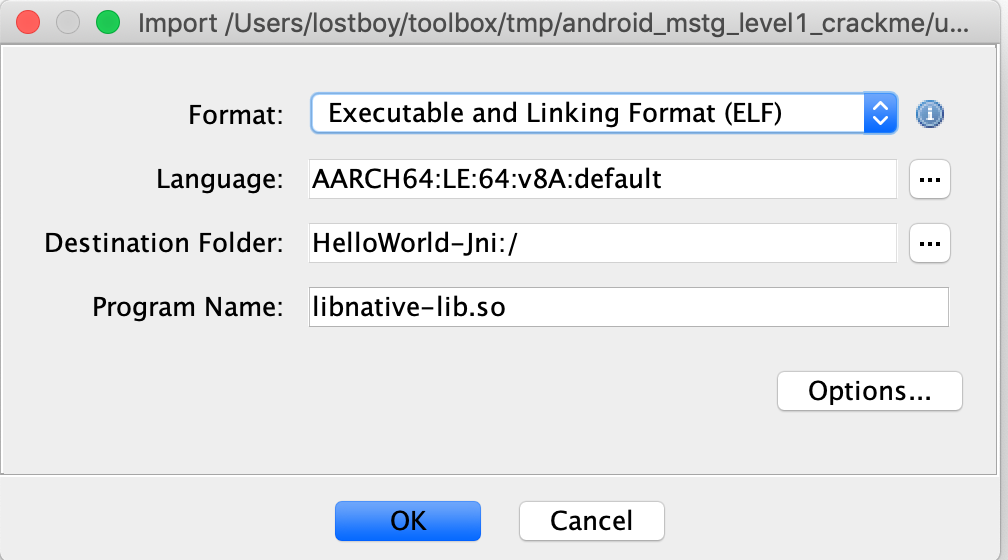 Import /Users/lostboy/toolbox/tmp/android_mstg_level1_crackme/u...
Format: Executable and Linking Format (ELF)
Language: AARCH64:LE:64:v8A:default ...
Destination Folder: HelloWorld-Jni:/ ...
Program Name: libnative-lib.so
Options...
OK Cancel